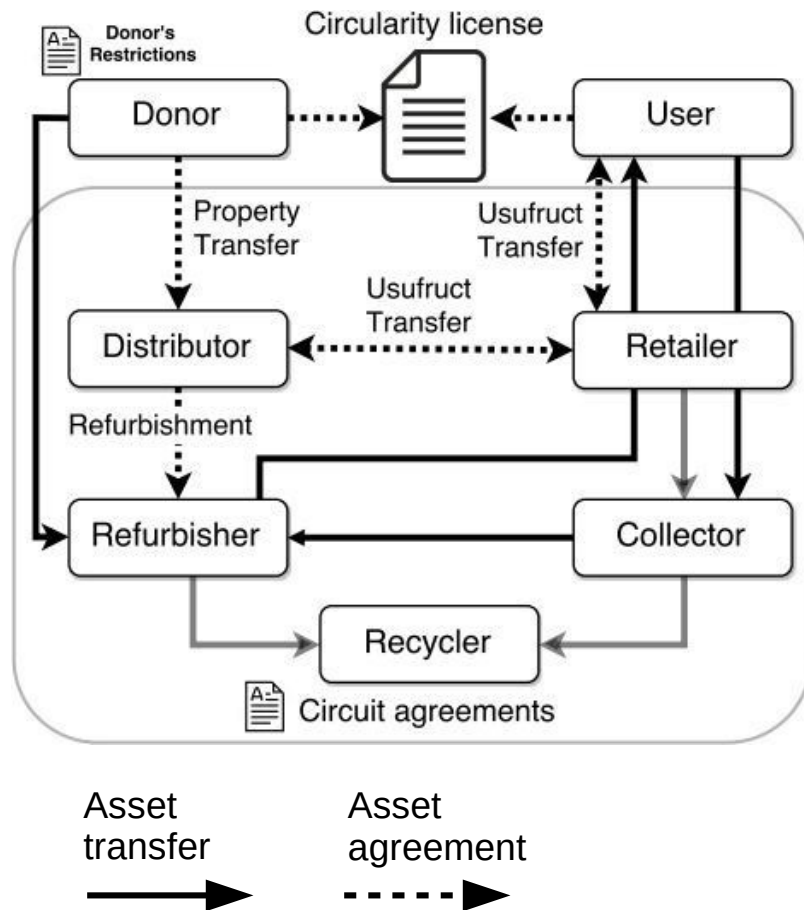 Circularity license
A-
Donor's
Restrictions
Donor
User
Property
Transfer
Usufruct
Transfer
Usufruct
Transfer
Distributor
Retailer
Refurbishment
Refurbisher
Collector
Recycler
A-
Circuit agreements
Asset
transfer
Asset
agreement